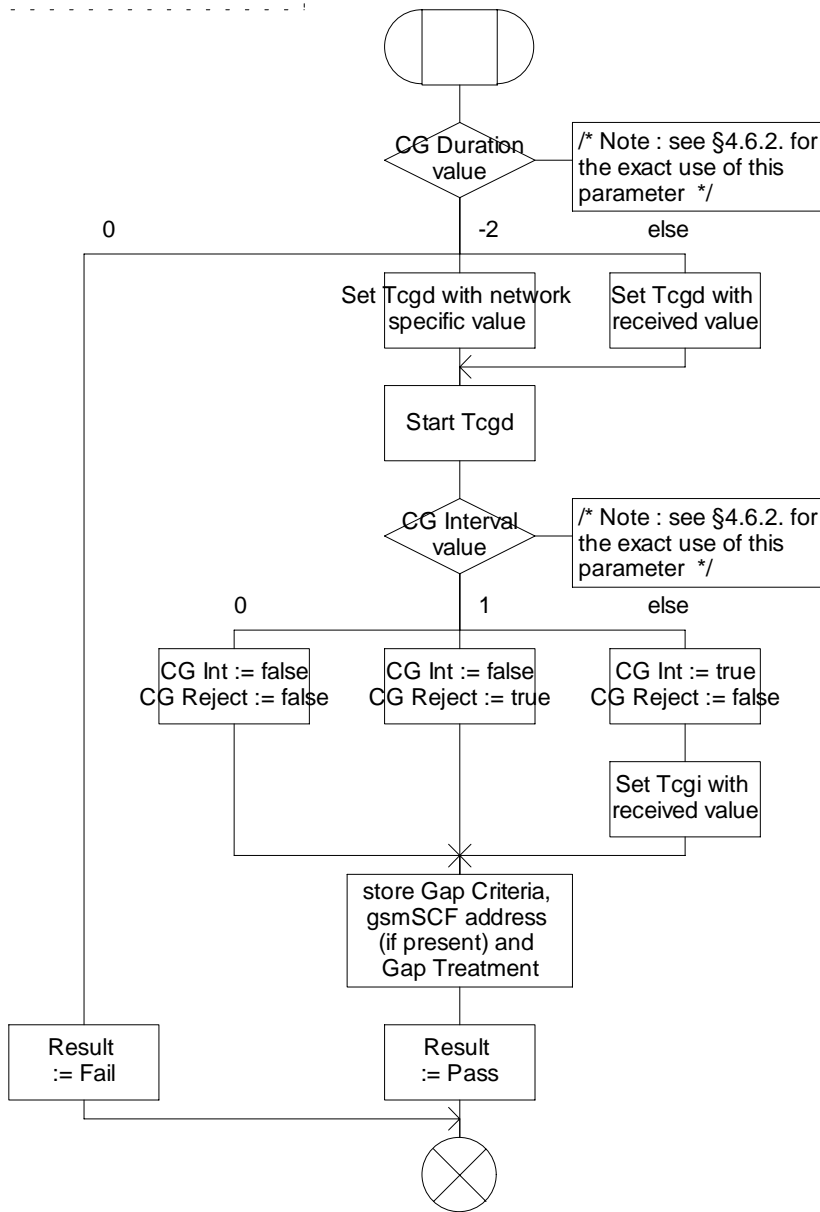 CG Duration
value
/* Note : see §4.6.2. for
the exact use of this
parameter */
0
-2
else
Set Tcgd with network
specific value
Set Tcgd with
received value
Start Tcgd
CG Interval
value
/* Note : see §4.6.2. for
the exact use of this
parameter */
0
1
else
CG Int := false
CG Reject := false
CG Int := false
CG Reject := true
CG Int := true
CG Reject := false
Set Tcgi with
received value
store Gap Criteria,
gsmSCF address
(if present) and
Gap Treatment
Result
:= Fail
Result
:= Pass